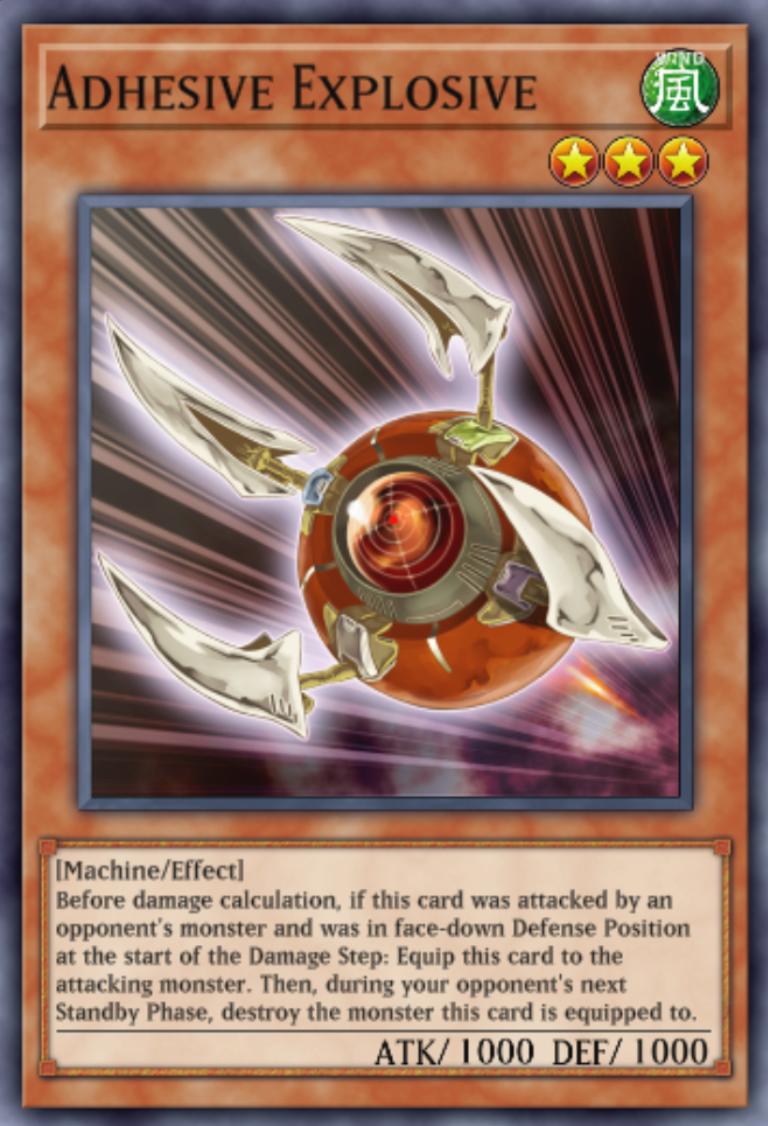 ADHESIVE EXPLOSIVE
WIND
風
[Machine/Effect]
Before damage calculation, if this card was attacked by an
opponent's monster and was in face-down Defense Position
at the start of the Damage Step: Equip this card to the
attacking monster. Then, during your opponent's next
Standby Phase, destroy the monster this card is equipped to.
ATK/ 1000 DEF/ 1000